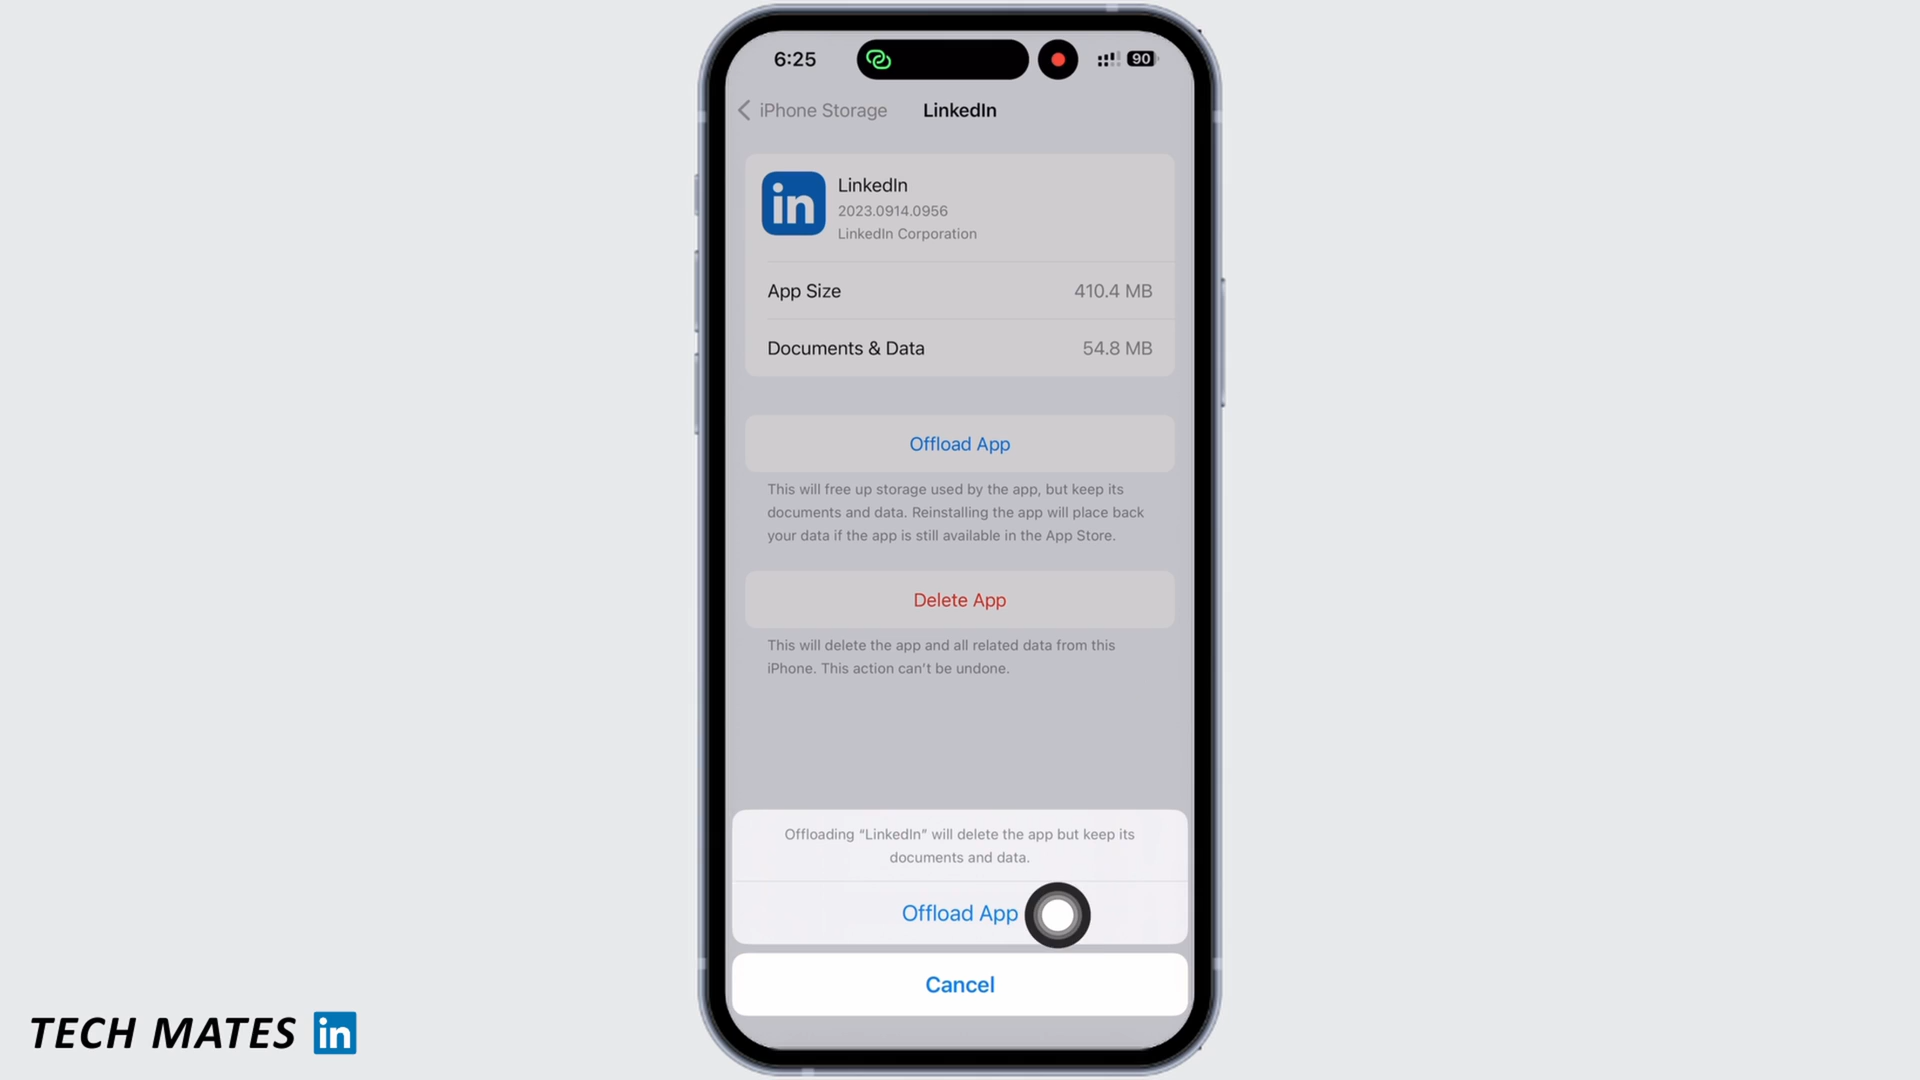 6:25
90
iPhone Storage
LinkedIn
in
LinkedIn
2023.0914.0956
LinkedIn Corporation
App Size
410.4 MB
Documents & Data
54.8 MB
Offload App
This will free up storage used by the app, but keep its
documents and data. Reinstalling the app will place back
your data if the app is still available in the App Store.
Delete App
This will delete the app and all related data from this
iPhone. This action can't be undone.
Offloading “LinkedIn” will delete the app but keep its
documents and data.
Offload App
Cancel
TECH MATES in